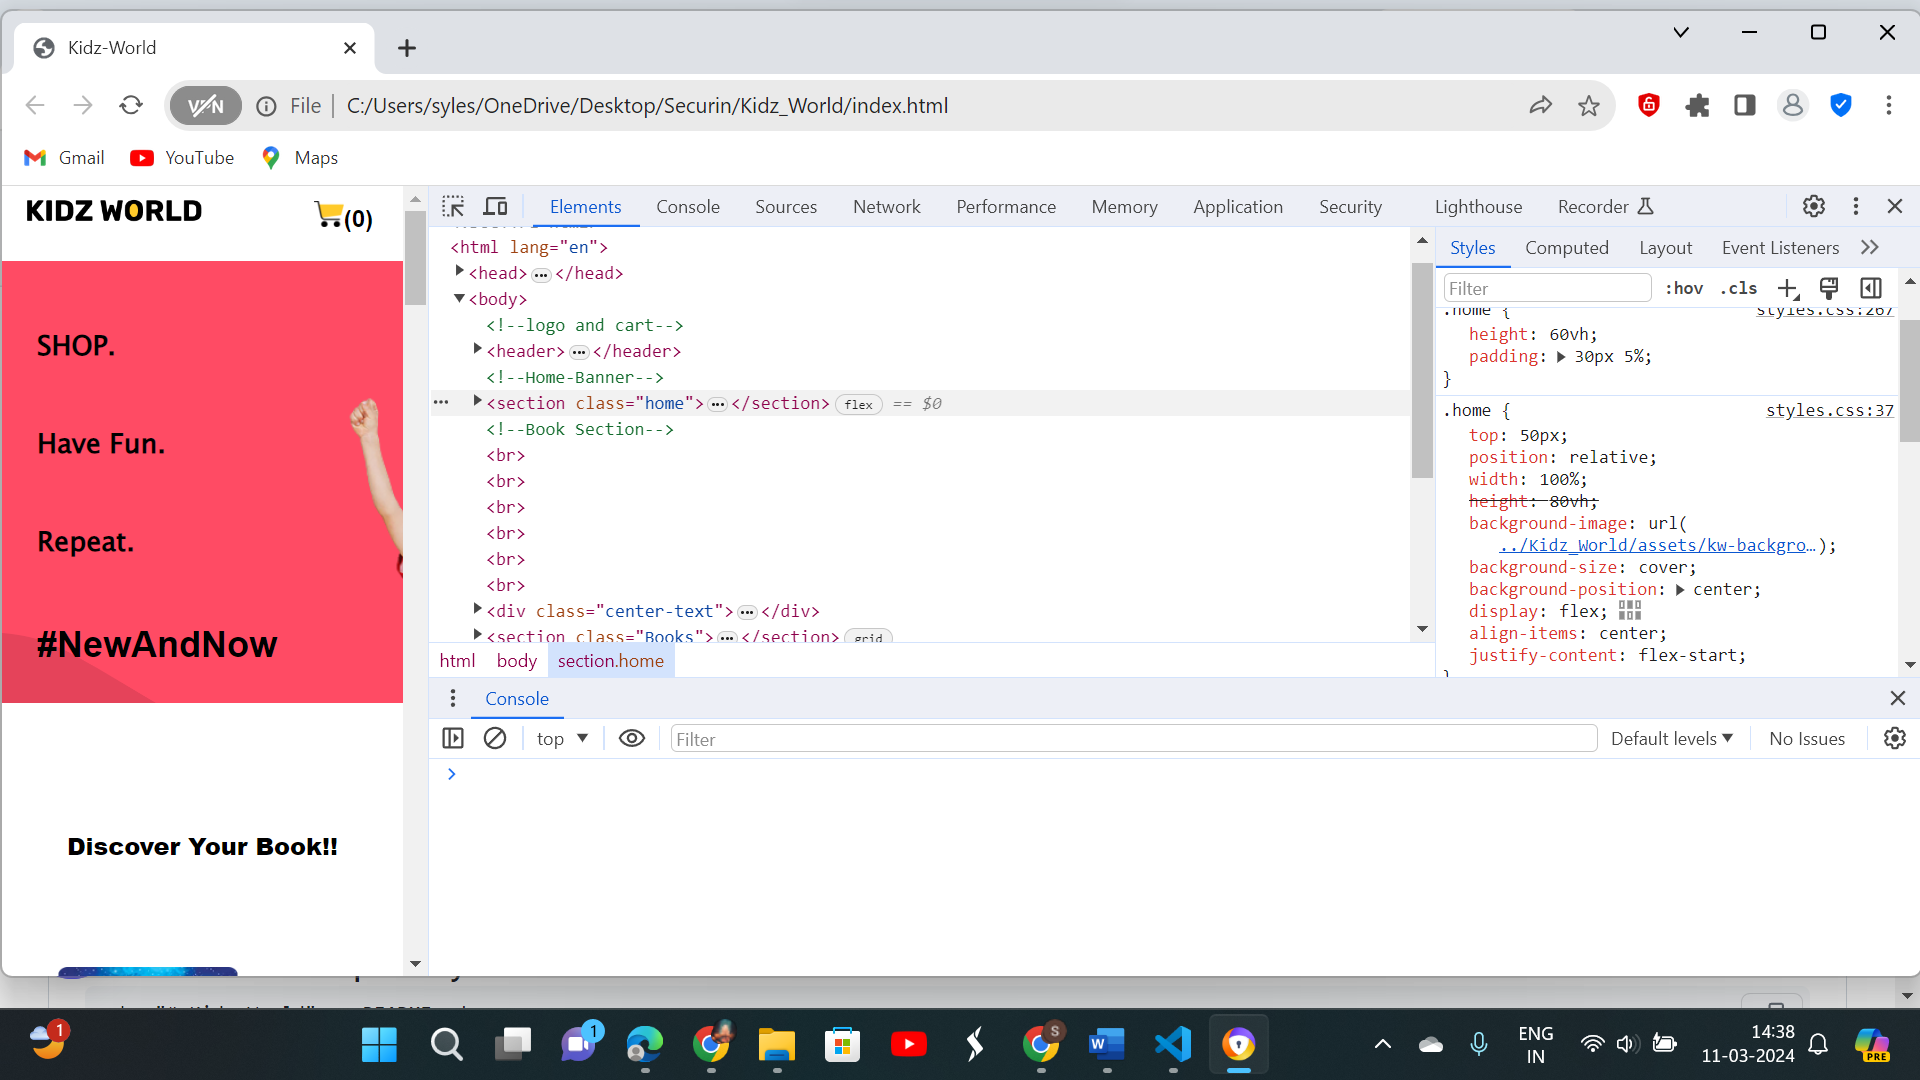 Kidz-World
VPN File C:/Users/syles/OneDrive/Desktop/Securin/Kidz_World/index.html
Gmail YouTube Maps
KIDZ WORLD (0)
SHOP.
Have Fun.
Repeat.
#NewAndNow
Discover Your Book!!
Elements Console Sources Network Performance Memory Application Security Lighthouse Recorder
<html lang="en">
<head> ••• </head>
<body>
<!--logo and cart-->
<header> ••• </header>
<!--Home-Banner-->
••• <section class="home"> ••• </section> flex == $0
<!--Book Section-->
<br>
<br>
<br>
<br>
<br>
<br>
<div class="center-text"> ••• </div>
<section class="Books"> ••• </section> grid
html body section.home
Styles Computed Layout Event Listeners
Filter :hov .cls
.home { styles.css:267
height: 60vh;
padding: 30px 5%;
}
.home { styles.css:37
top: 50px;
position: relative;
width: 100%;
height: 80vh;
background-image: url(
../Kidz_World/assets/kw-backgro…);
background-size: cover;
background-position: center;
display: flex;
align-items: center;
justify-content: flex-start;
}
Console
top Filter Default levels No Issues
1 1 S W ENG 14:38
IN 11-03-2024 PRE